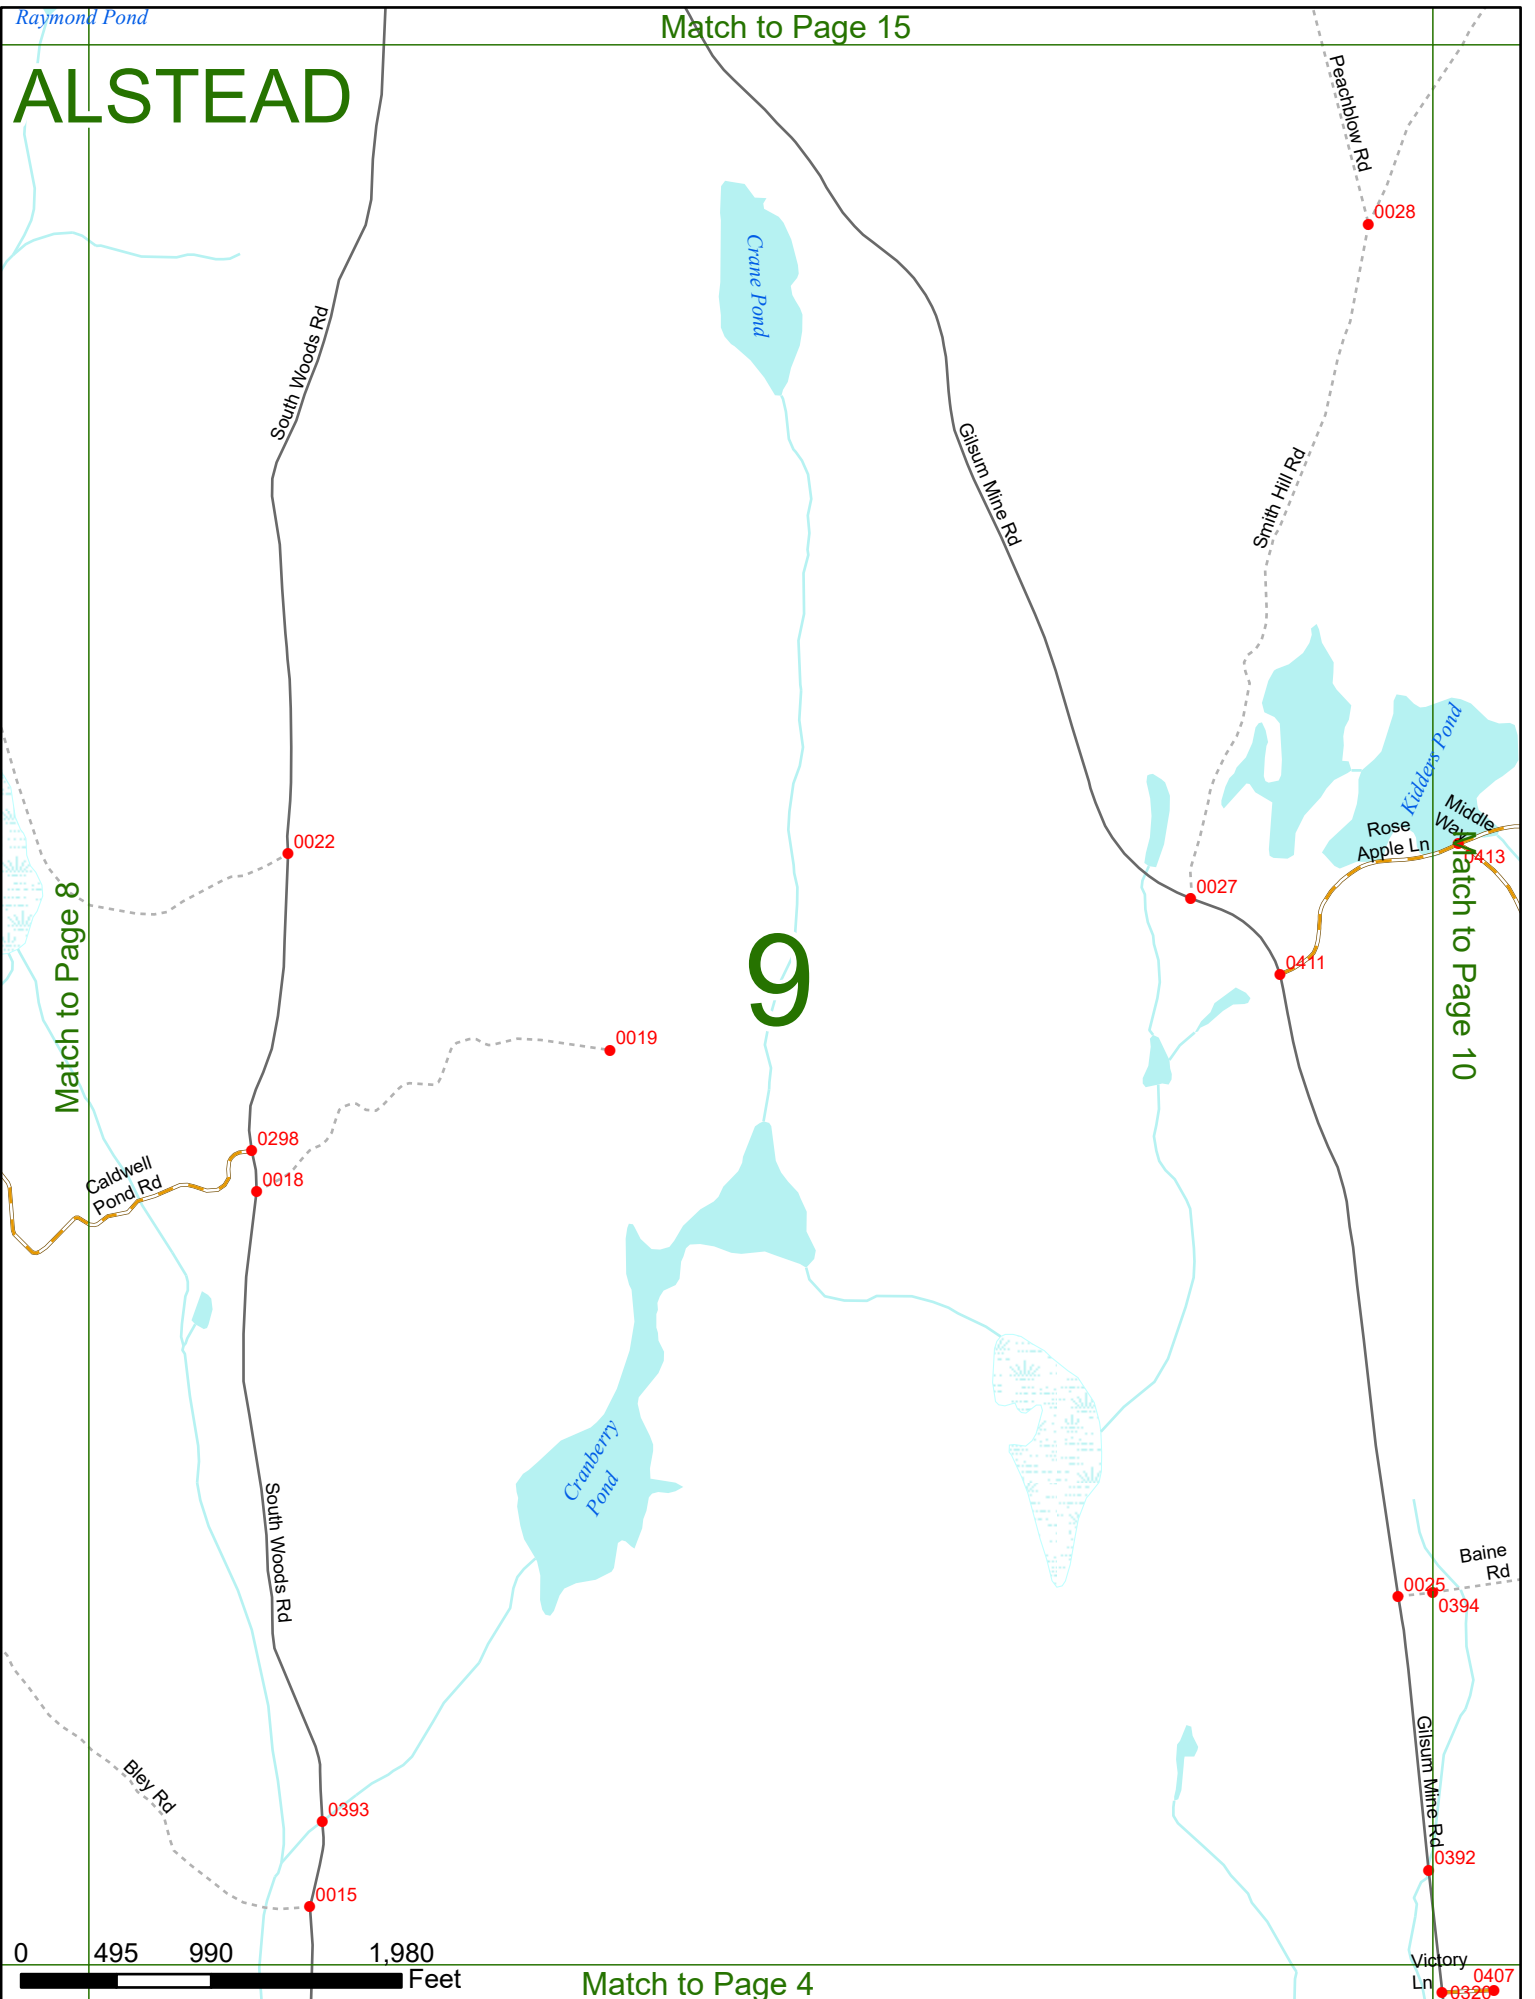 Raymond Pond
Match to Page 15
ALSTEAD
Peachblow Rd
0028
Crane Pond
South Woods Rd
Gilsum Mine Rd
Smith Hill Rd
Kidders Pond
Middle
Way
Rose
Apple Ln
0413
0022
0027
Match to Page 8
9
0411
Match to Page 10
0019
0298
Caldwell
Pond Rd
0018
Cranberry
Pond
South Woods Rd
Baine
Rd
0025
0394
Gilsum Mine Rd
Bley Rd
0393
0392
0015
0
495
990
1,980
Feet
Match to Page 4
Victory
Ln
0407
0320